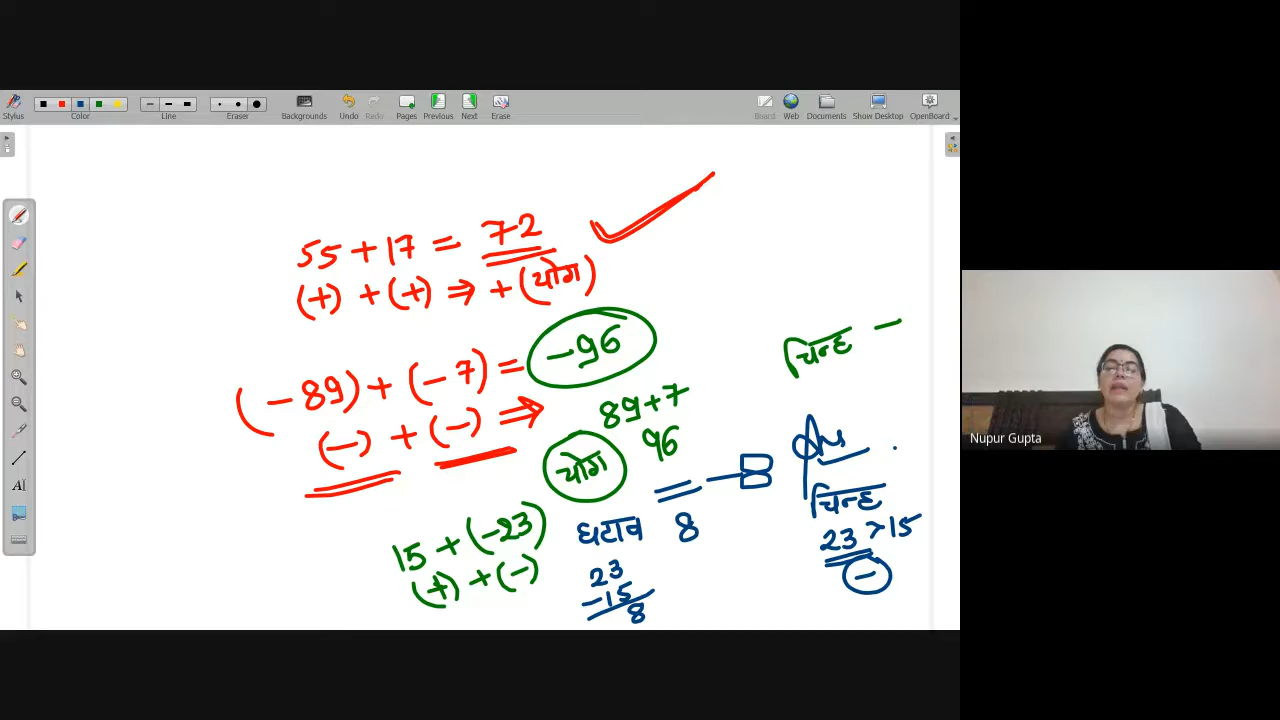 Stylus Color Line Eraser Backgrounds Undo Redo Pages Previous Next Erase Board Web Documents Show Desktop OpenBoard
55 + 17 = 72
(+) + (+) ⇒ + (योग)
(-89) + (-7) = -96
(-) + (-) ⇒
89+7
96
योग
चिन्ह -
15 + (-23)
(+) + (-)
घटाव 8
23
-15
8
= -8
चिन्ह
23 > 15
-
Nupur Gupta